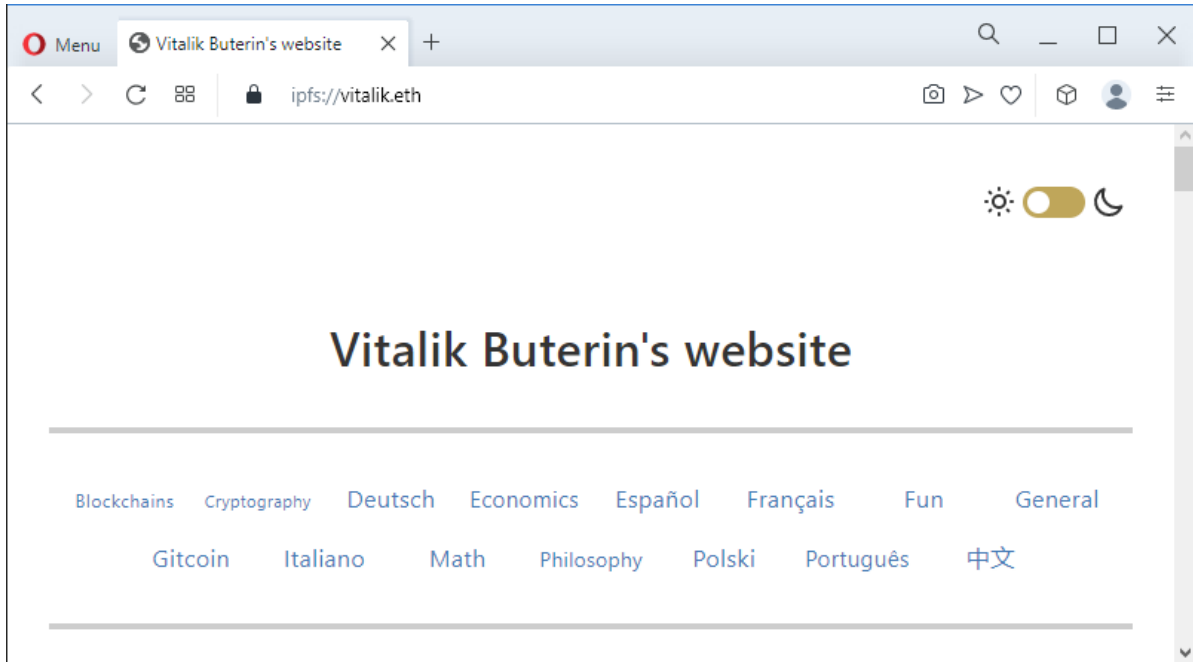 Menu Vitalik Buterin's website
ipfs://vitalik.eth
Vitalik Buterin's website
Blockchains Cryptography Deutsch Economics Español Français Fun General
Gitcoin Italiano Math Philosophy Polski Português 中文